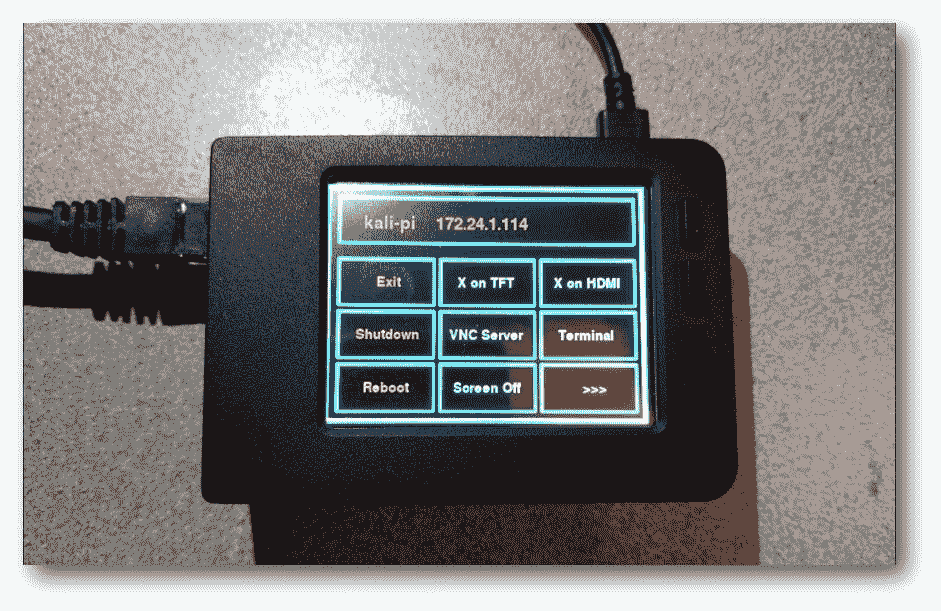 kali-pi 172.24.1.114
Exit X on TFT X on HDMI
Shutdown VNC Server Terminal
Reboot Screen Off >>>